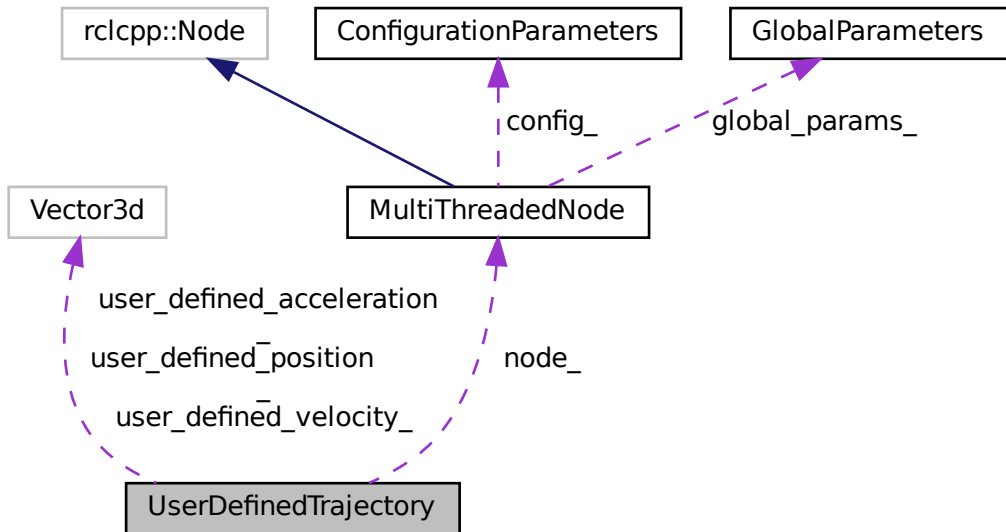 rclcpp::Node
ConfigurationParameters
GlobalParameters
config_
global_params_
Vector3d
MultiThreadedNode
user_defined_acceleration
_
user_defined_position
_
user_defined_velocity_
node_
UserDefinedTrajectory